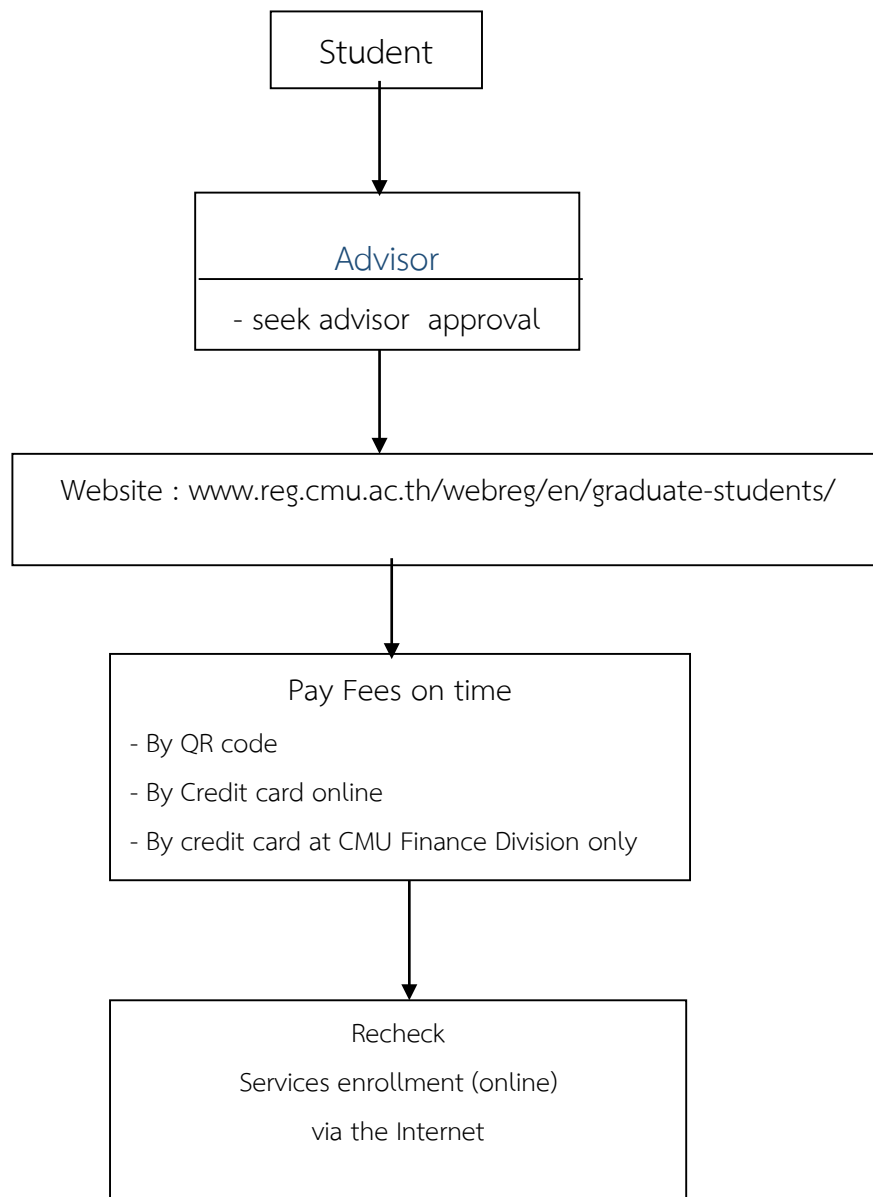 Student
Advisor
- seek advisor approval
Website : www.reg.cmu.ac.th/webreg/en/graduate-students/
Pay Fees on time
- By QR code
- By Credit card online
- By credit card at CMU Finance Division only
Recheck
Services enrollment (online)
via the Internet